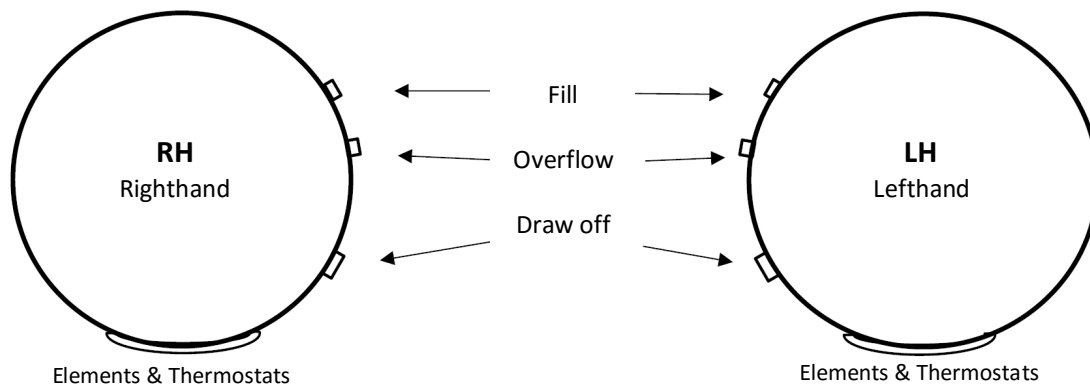 Fill
RH
Righthand
Overflow
LH
Lefthand
Draw off
Elements & Thermostats
Elements & Thermostats